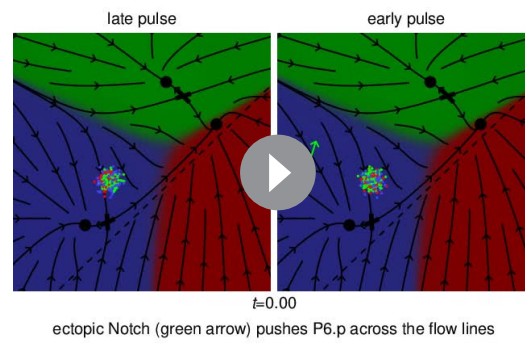 late pulse
early pulse
t=0.00
ectopic Notch (green arrow) pushes P6.p across the flow lines